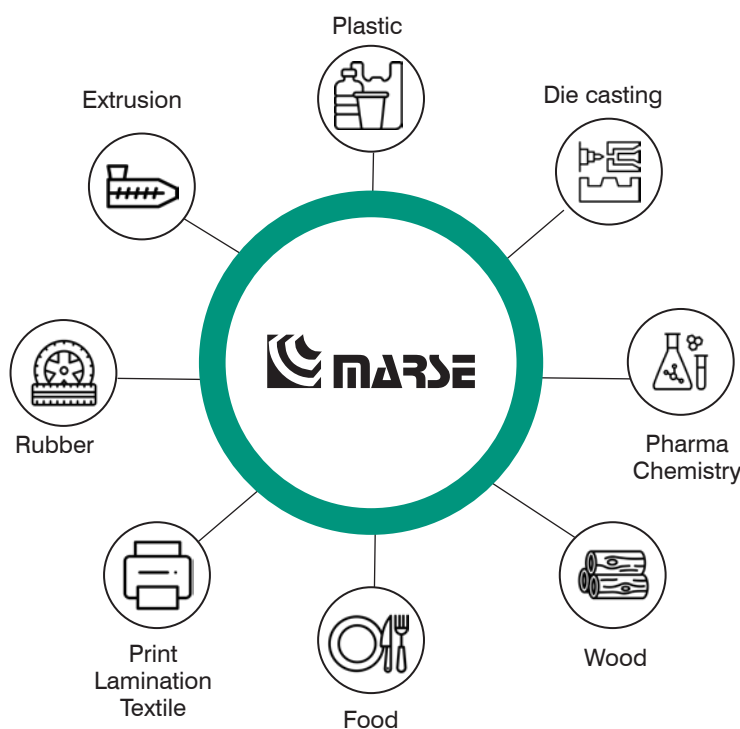 Plastic
Extrusion
Die casting
MARSE
Rubber
Pharma
Chemistry
Print
Lamination
Textile
Wood
Food